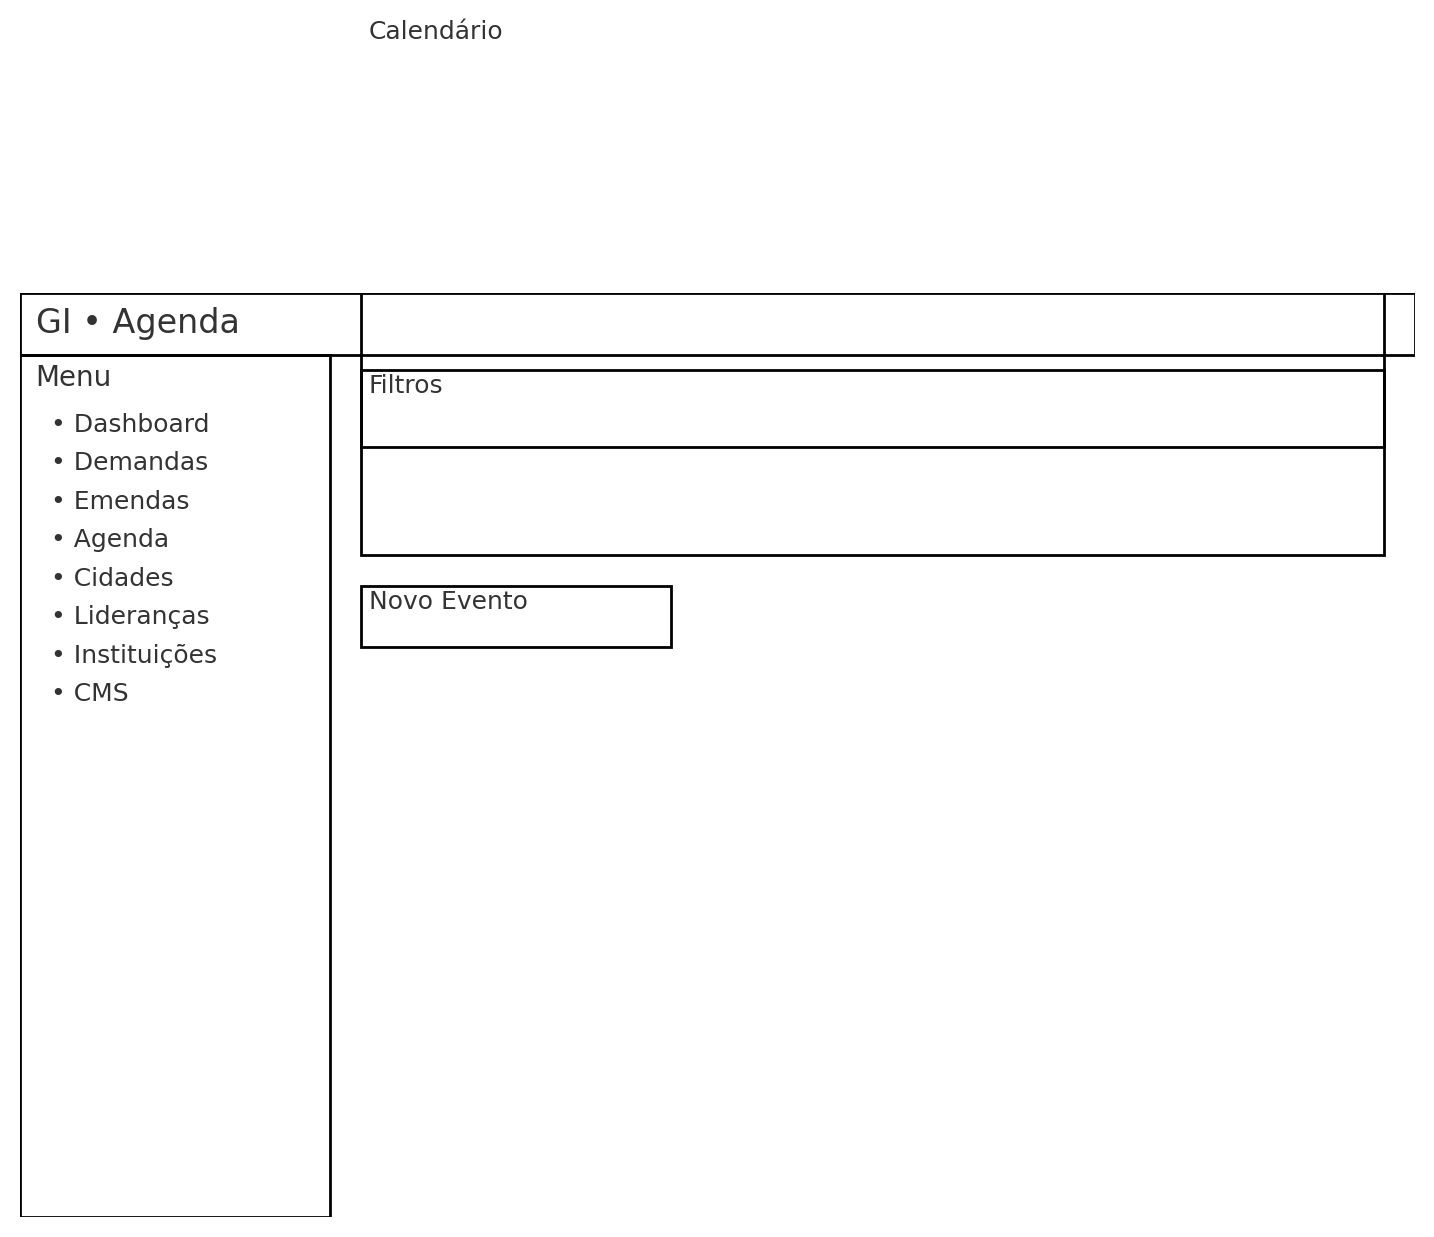 Calendário
GI • Agenda
Menu
• Dashboard
• Demandas
• Emendas
• Agenda
• Cidades
• Lideranças
• Instituições
• CMS
Filtros
Novo Evento